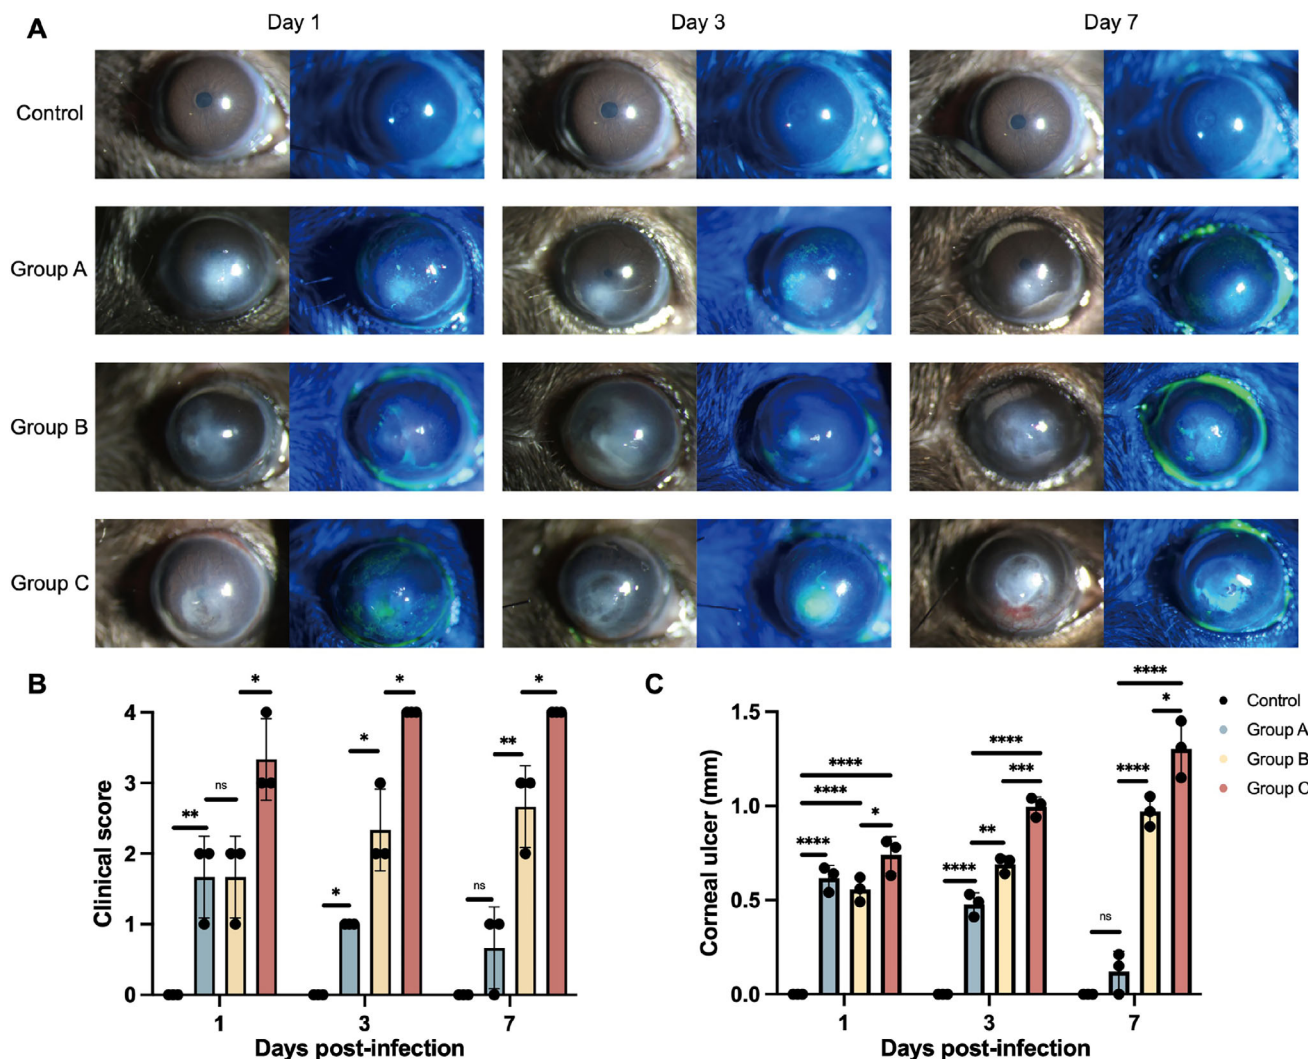 A
Day 1
Day 3
Day 7
Control
Group A
Group B
Group C
B
Clinical score
4
3
2
1
0
**
ns
*
*
*
*
ns
**
*
1
3
7
Days post-infection
C
Corneal ulcer (mm)
1.5
1.0
0.5
0.0
****
****
****
*
****
**
****
***
ns
****
****
*
1
3
7
Days post-infection
Control
Group A
Group B
Group C